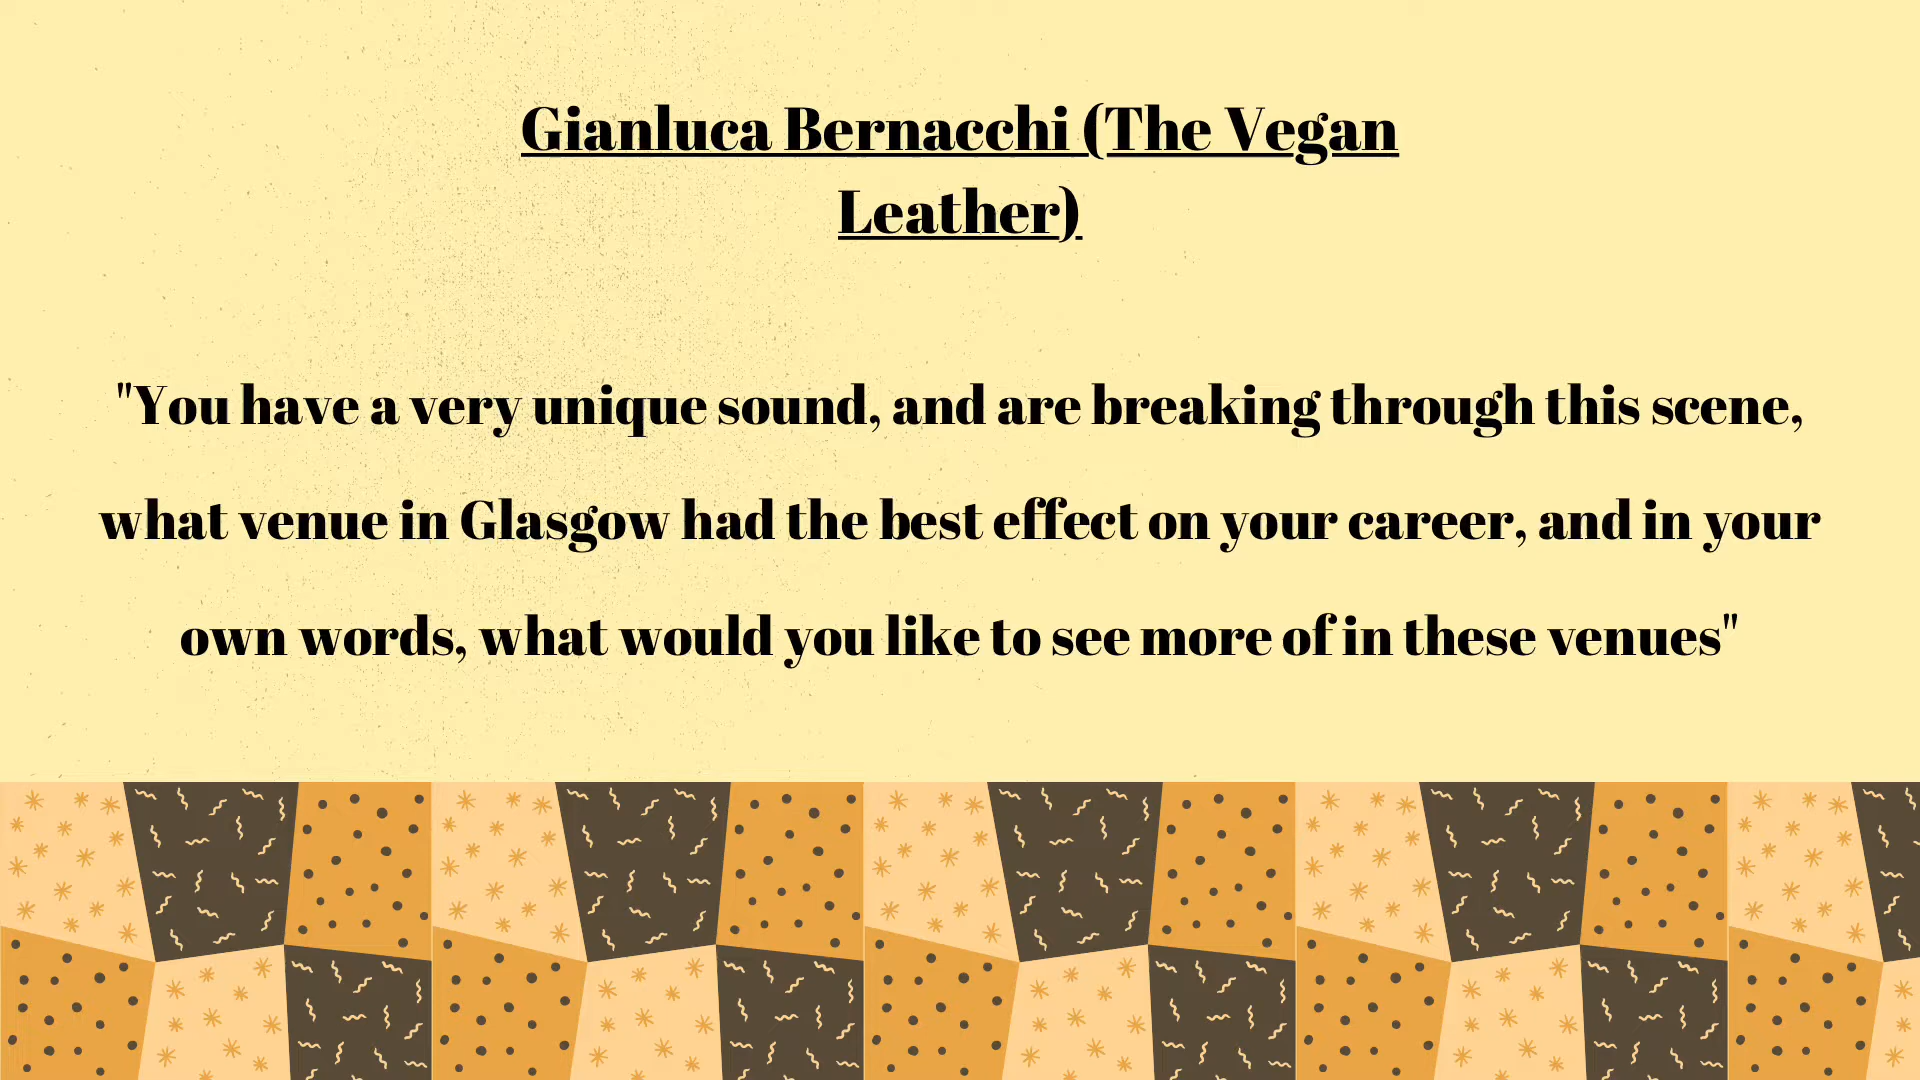 Gianluca Bernacchi (The Vegan
Leather)
"You have a very unique sound, and are breaking through this scene,
what venue in Glasgow had the best effect on your career, and in your
own words, what would you like to see more of in these venues"